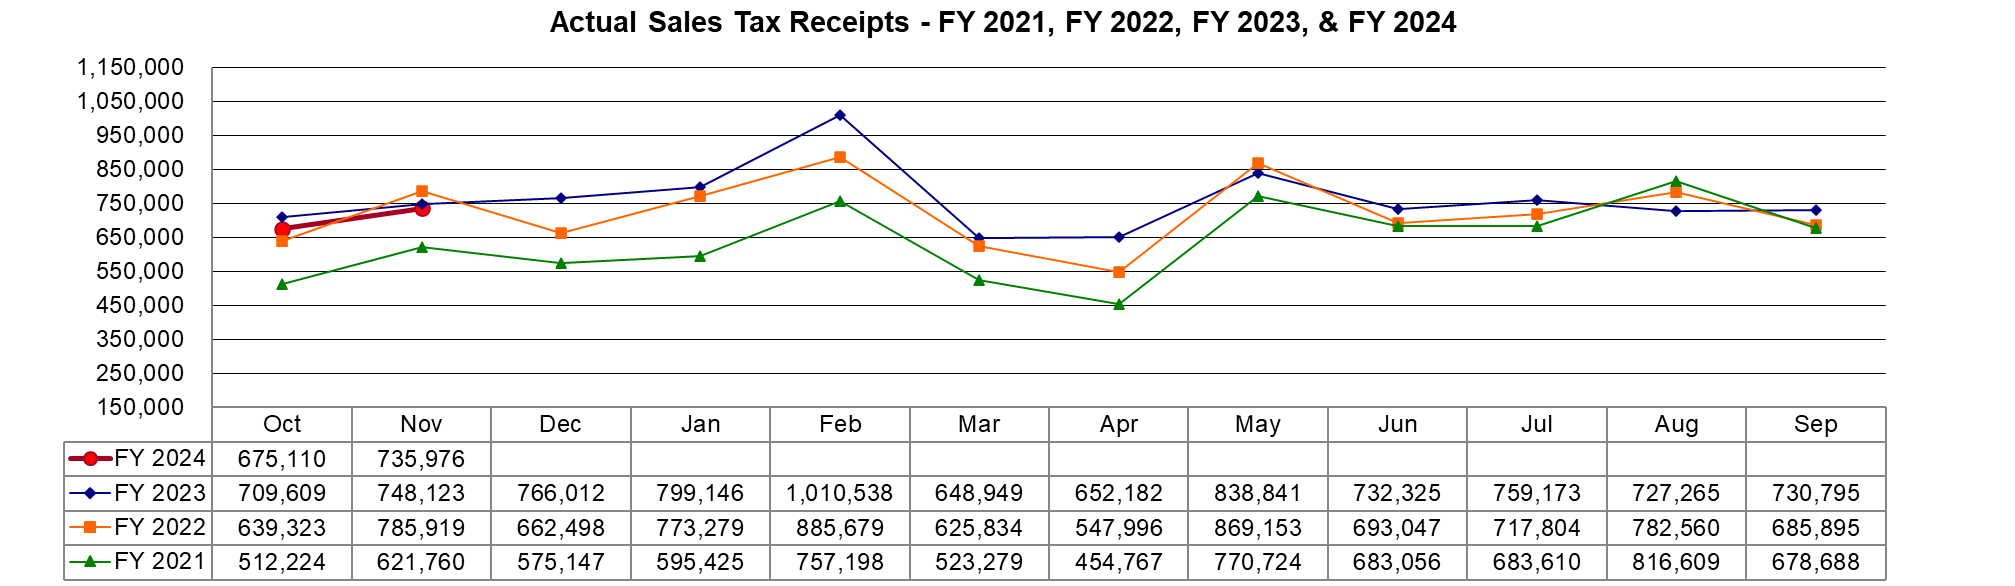 Actual Sales Tax Receipts - FY 2021, FY 2022, FY 2023, & FY 2024
1,150,000
1,050,000
950,000
850,000
750,000
650,000
550,000
450,000
350,000
250,000
150,000
Oct Nov Dec Jan Feb Mar Apr May Jun Jul Aug Sep
FY 2024 675,110 735,976
FY 2023 709,609 748,123 766,012 799,146 1,010,538 648,949 652,182 838,841 732,325 759,173 727,265 730,795
FY 2022 639,323 785,919 662,498 773,279 885,679 625,834 547,996 869,153 693,047 717,804 782,560 685,895
FY 2021 512,224 621,760 575,147 595,425 757,198 523,279 454,767 770,724 683,056 683,610 816,609 678,688